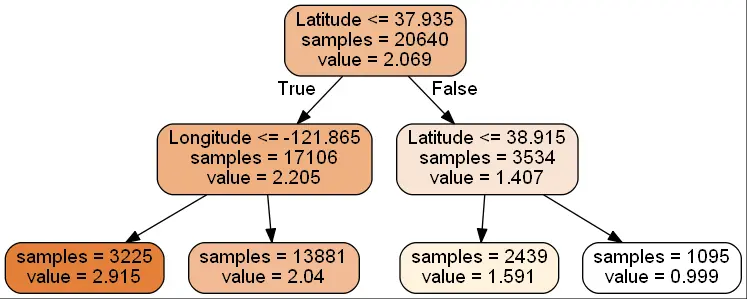 Latitude <= 37.935
samples = 20640
value = 2.069
True
False
Longitude <= -121.865
samples = 17106
value = 2.205
Latitude <= 38.915
samples = 3534
value = 1.407
samples = 3225
value = 2.915
samples = 13881
value = 2.04
samples = 2439
value = 1.591
samples = 1095
value = 0.999